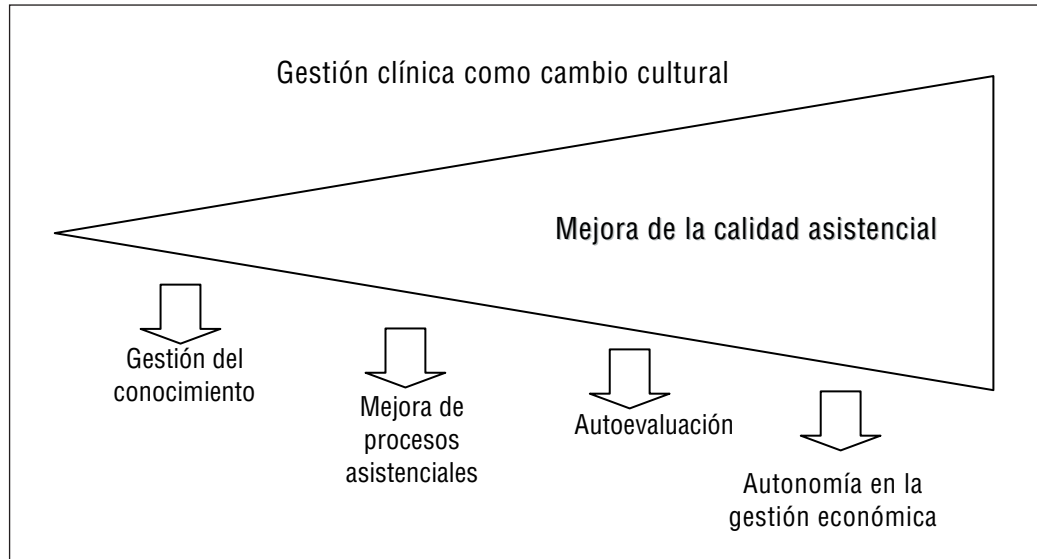 Gestión clínica como cambio cultural
Mejora de la calidad asistencial
Gestión del
conocimiento
Mejora de
procesos
asistenciales
Autoevaluación
Autonomía en la
gestión económica